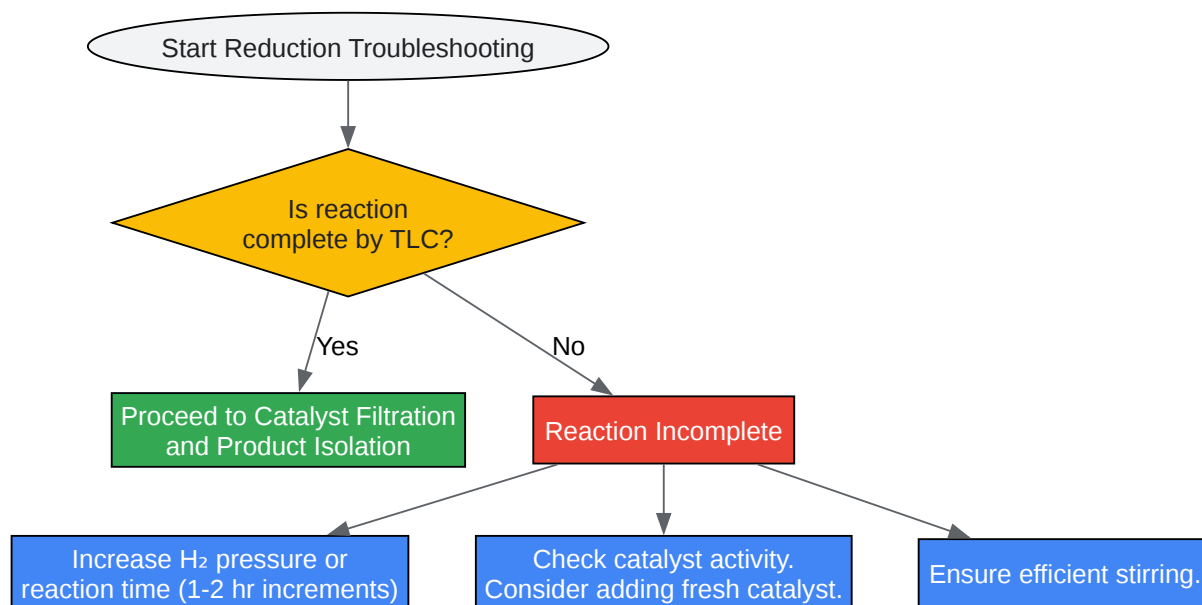 Start Reduction Troubleshooting
Is reaction
complete by TLC?
Yes
No
Proceed to Catalyst Filtration
and Product Isolation
Reaction Incomplete
Increase H₂ pressure or
reaction time (1-2 hr increments)
Check catalyst activity.
Consider adding fresh catalyst.
Ensure efficient stirring.